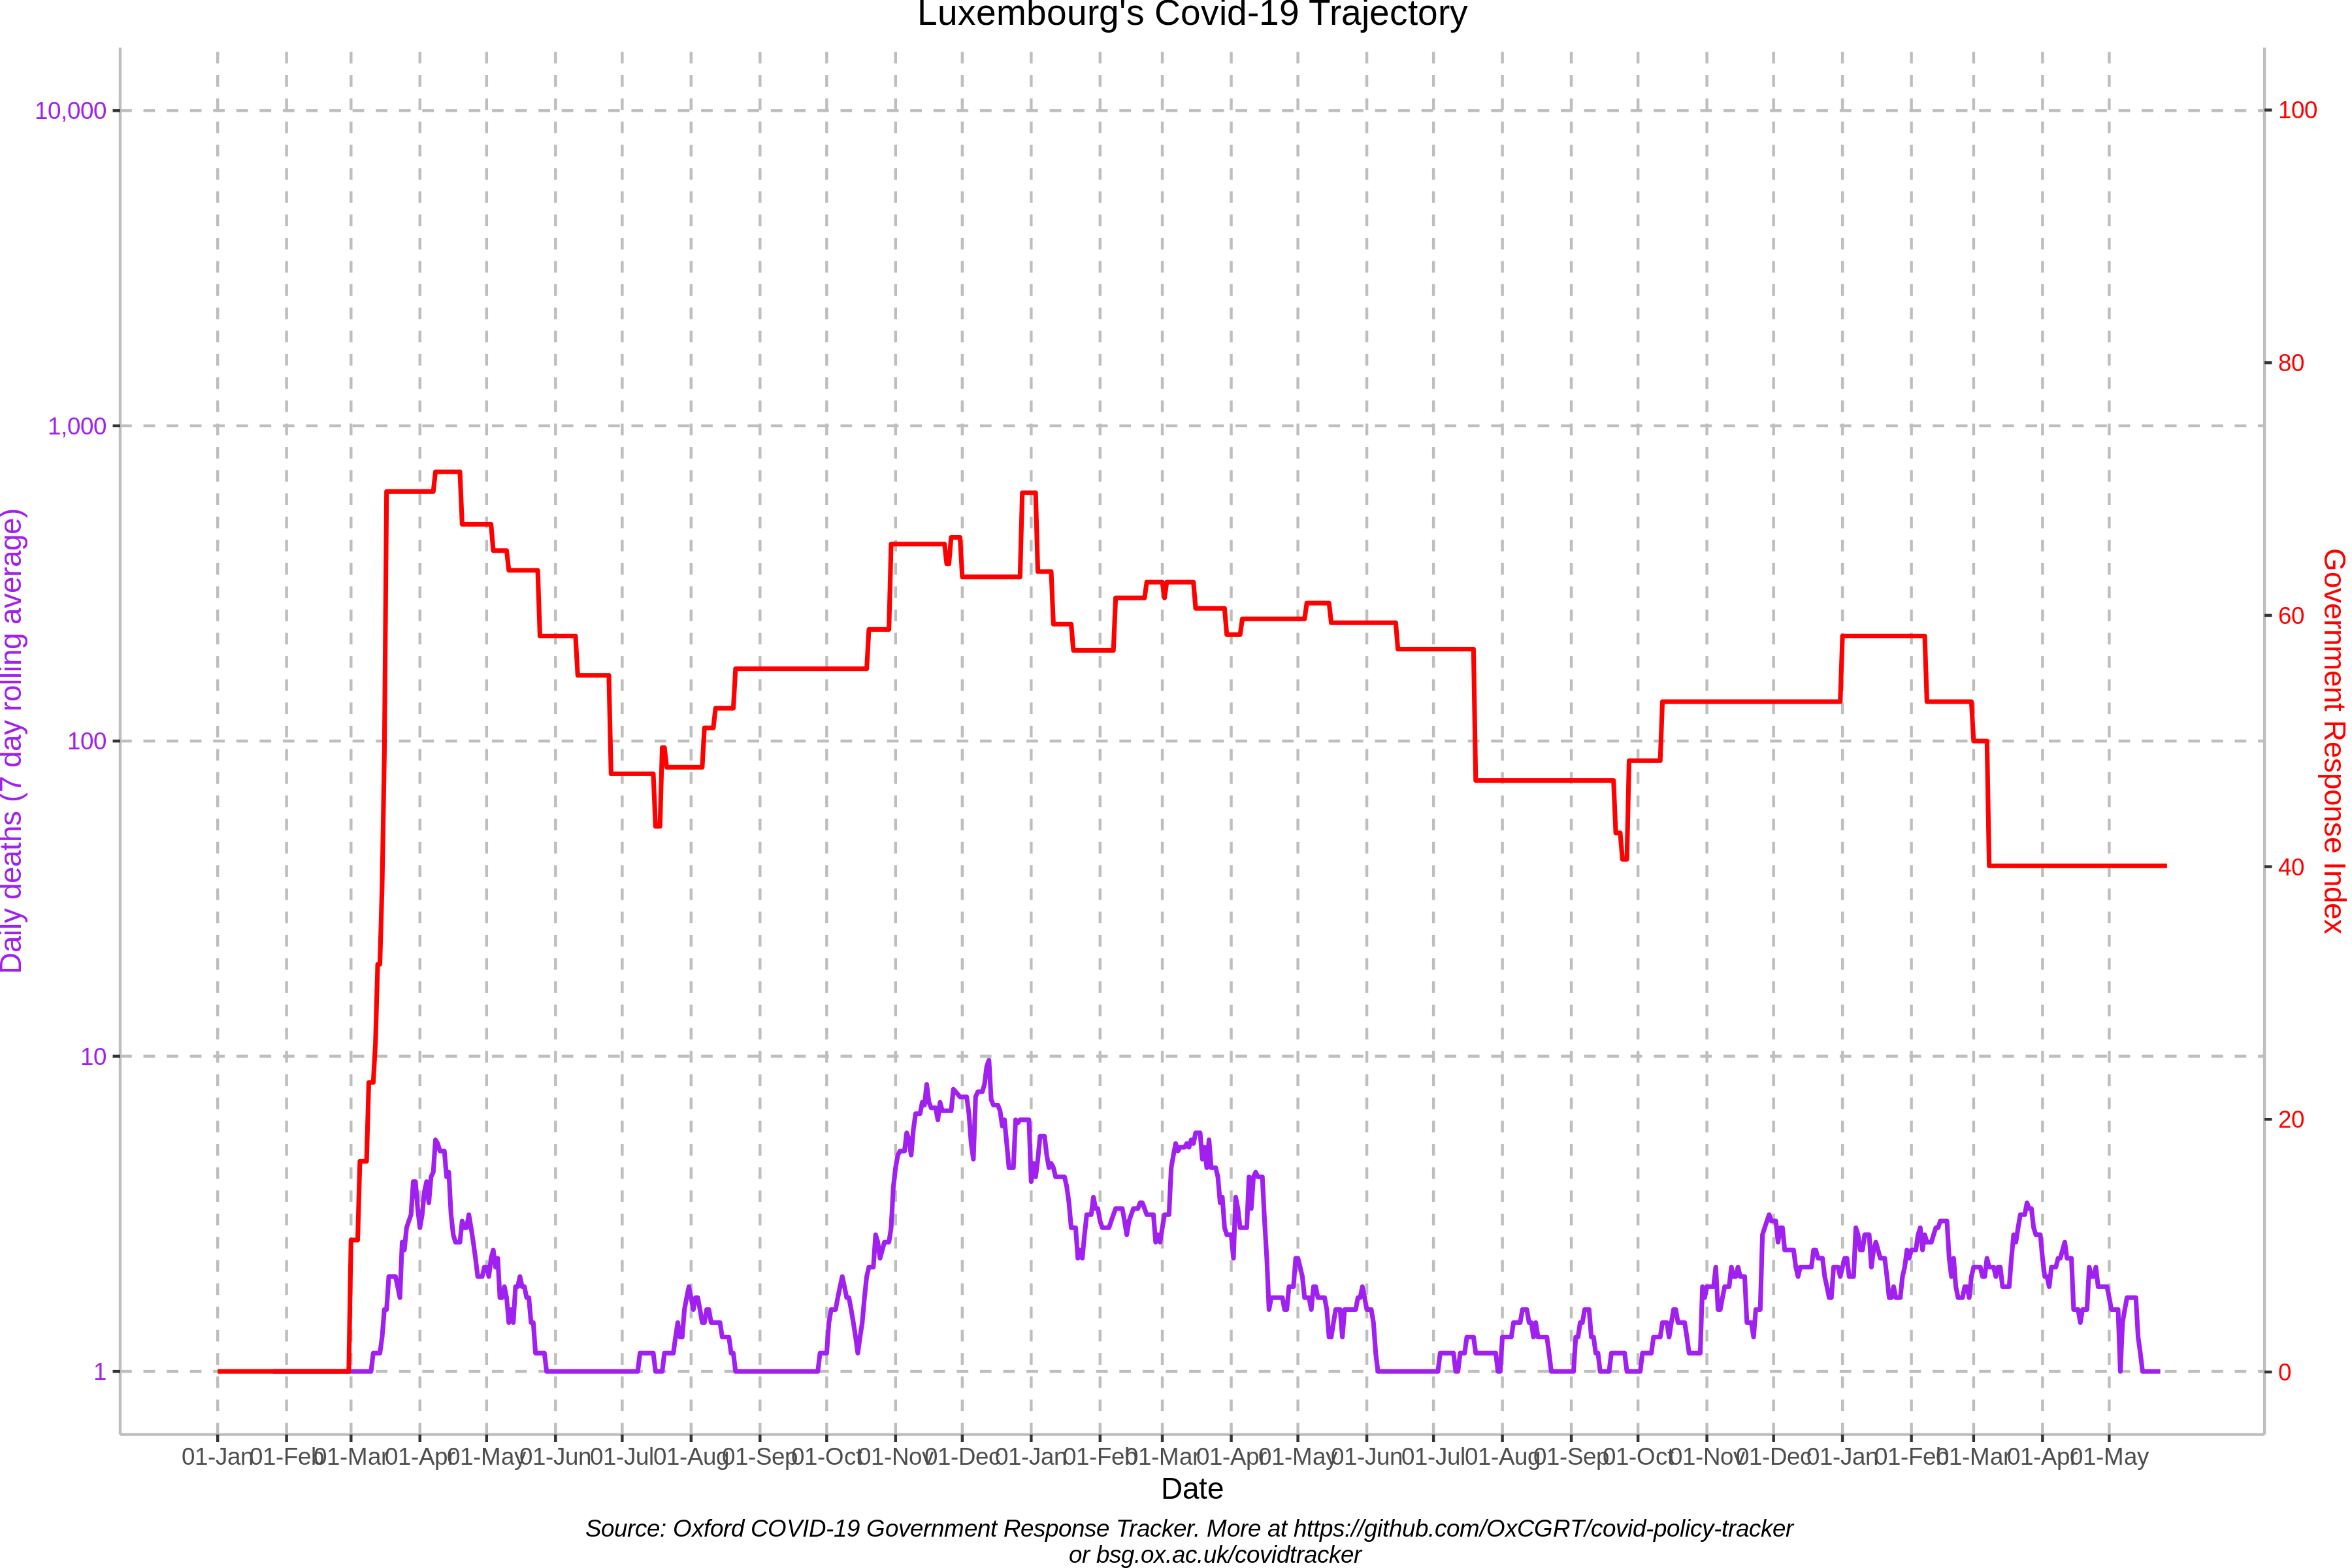 Luxembourg's Covid-19 Trajectory
10,000
1,000
100
10
1
Daily deaths (7 day rolling average)
100
80
60
40
20
0
Government Response Index
01-Jan 01-Feb 01-Mar 01-Apr 01-May 01-Jun 01-Jul 01-Aug 01-Sep 01-Oct 01-Nov 01-Dec 01-Jan 01-Feb 01-Mar 01-Apr 01-May 01-Jun 01-Jul 01-Aug 01-Sep 01-Oct 01-Nov 01-Dec 01-Jan 01-Feb 01-Mar 01-Apr 01-May
Date
Source: Oxford COVID-19 Government Response Tracker. More at https://github.com/OxCGRT/covid-policy-tracker
or bsg.ox.ac.uk/covidtracker